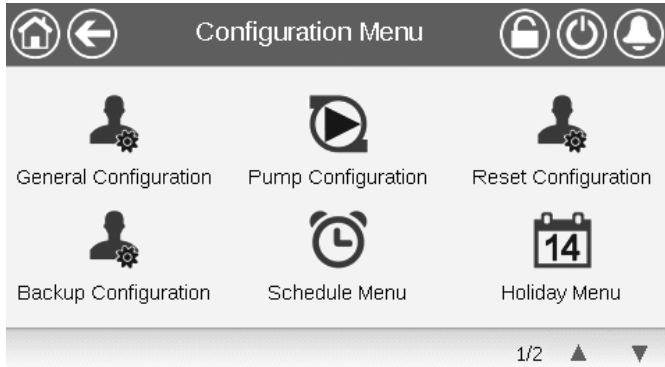 Configuration Menu
General Configuration Pump Configuration Reset Configuration
14
Backup Configuration Schedule Menu Holiday Menu
1/2